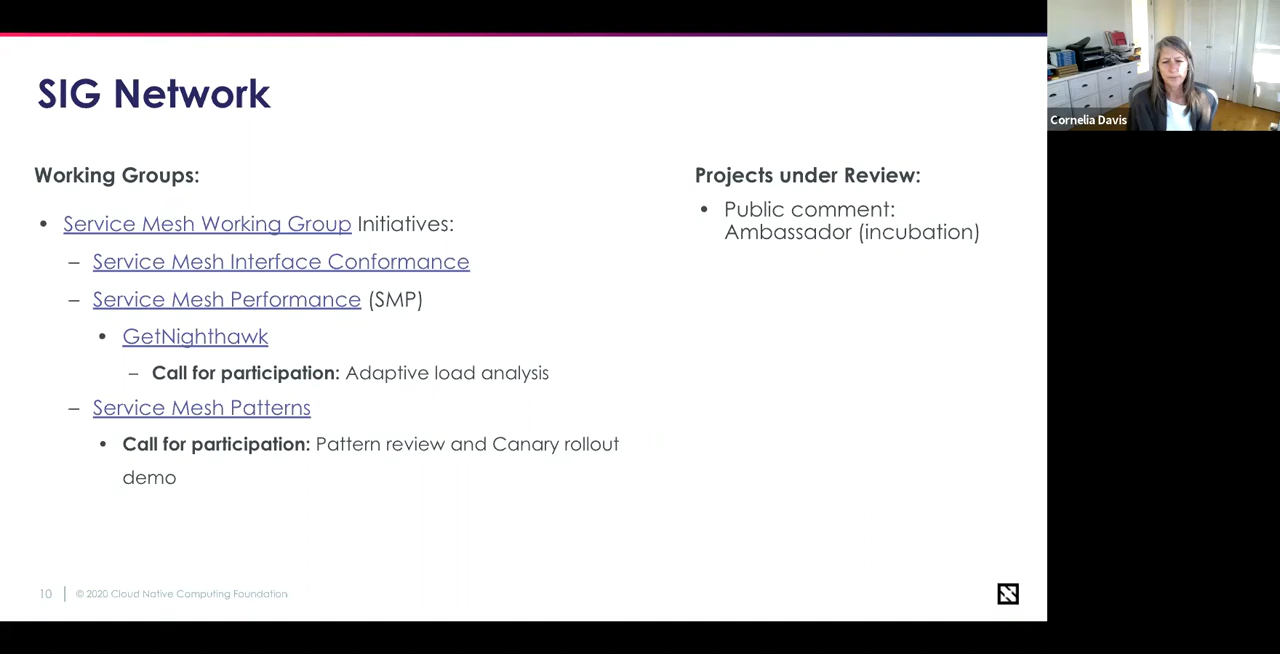 SIG Network
Working Groups:
• Service Mesh Working Group Initiatives:
– Service Mesh Interface Conformance
– Service Mesh Performance (SMP)
• GetNighthawk
– Call for participation: Adaptive load analysis
– Service Mesh Patterns
• Call for participation: Pattern review and Canary rollout
demo
Projects under Review:
• Public comment:
Ambassador (incubation)
10 | © 2020 Cloud Native Computing Foundation
Cornelia Davis